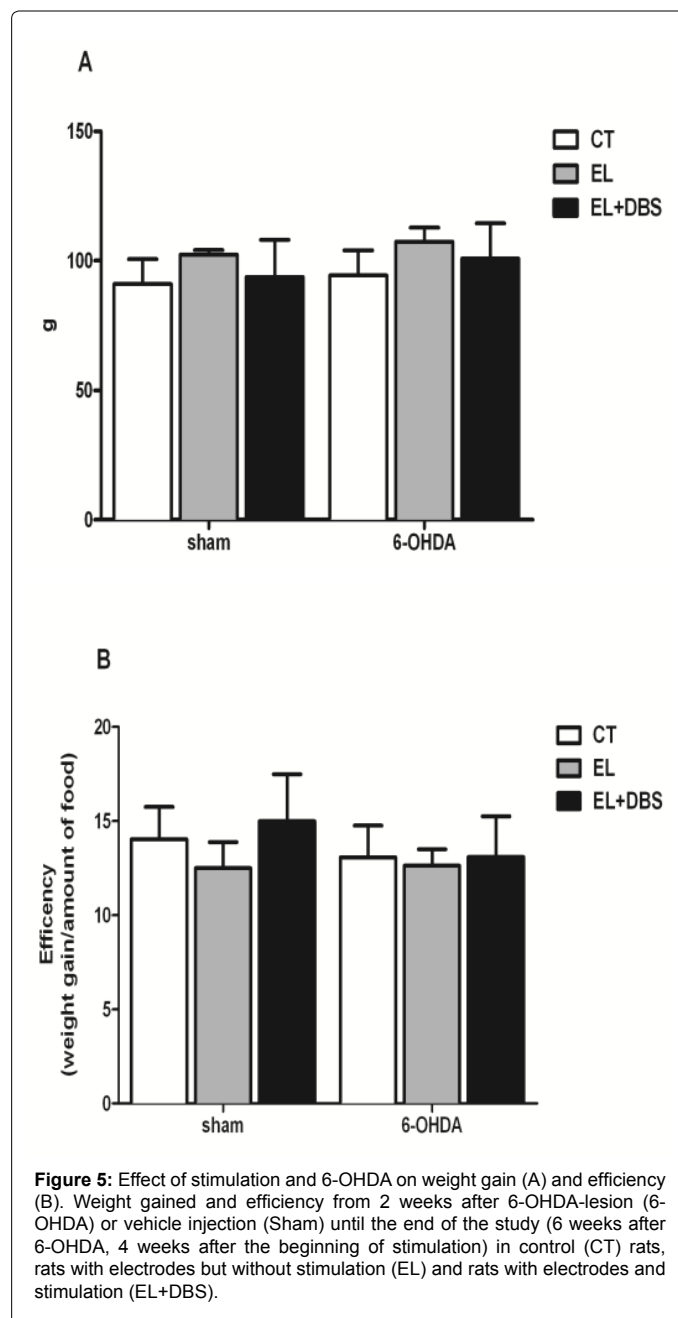 A
150
100
50
0
g
CT
EL
EL+DBS
sham
6-OHDA
B
20
15
10
5
0
Efficency
(weight gain/amount of food)
CT
EL
EL+DBS
sham
6-OHDA
Figure 5: Effect of stimulation and 6-OHDA on weight gain (A) and efficiency
(B). Weight gained and efficiency from 2 weeks after 6-OHDA-lesion (6-
OHDA) or vehicle injection (Sham) until the end of the study (6 weeks after
6-OHDA, 4 weeks after the beginning of stimulation) in control (CT) rats,
rats with electrodes but without stimulation (EL) and rats with electrodes and
stimulation (EL+DBS).